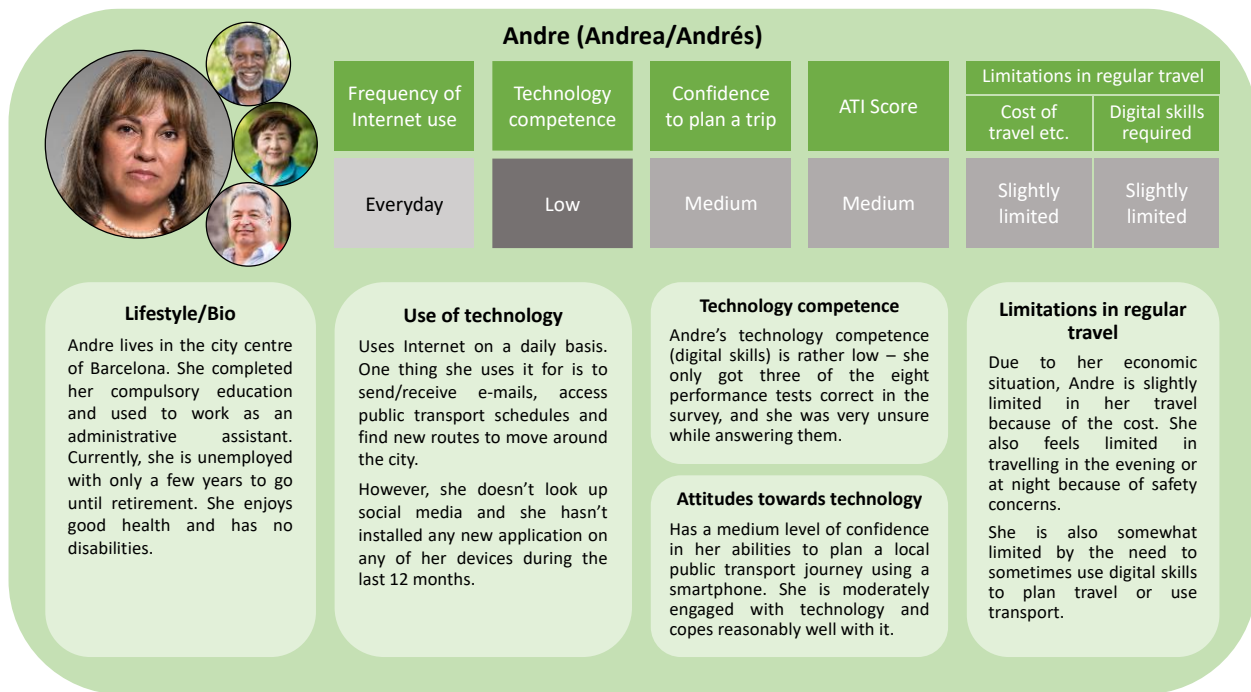 Andre (Andrea/Andrés)
Frequency of
Internet use
Technology
competence
Confidence
to plan a trip
ATI Score
Limitations in regular travel
Cost of
travel etc.
Digital skills
required
Everyday
Low
Medium
Medium
Slightly
limited
Slightly
limited
Lifestyle/Bio
Andre lives in the city centre
of Barcelona. She completed
her compulsory education
and used to work as an
administrative assistant.
Currently, she is unemployed
with only a few years to go
until retirement. She enjoys
good health and has no
disabilities.
Use of technology
Uses Internet on a daily basis.
One thing she uses it for is to
send/receive e-mails, access
public transport schedules and
find new routes to move around
the city.
However, she doesn't look up
social media and she hasn't
installed any new application on
any of her devices during the
last 12 months.
Technology competence
Andre's technology competence
(digital skills) is rather low – she
only got three of the eight
performance tests correct in the
survey, and she was very unsure
while answering them.
Attitudes towards technology
Has a medium level of confidence
in her abilities to plan a local
public transport journey using a
smartphone. She is moderately
engaged with technology and
copes reasonably well with it.
Limitations in regular
travel
Due to her economic
situation, Andre is slightly
limited in her travel
because of the cost. She
also feels limited in
travelling in the evening or
at night because of safety
concerns.
She is also somewhat
limited by the need to
sometimes use digital skills
to plan travel or use
transport.